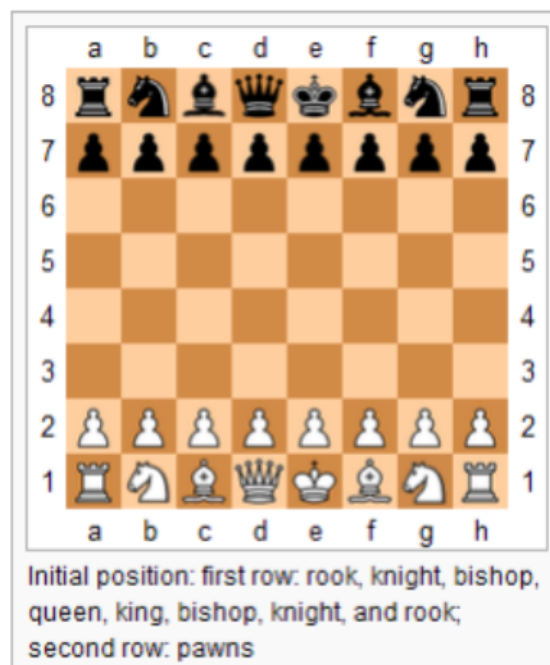 a b c d e f g h
8 8
7 7
6 6
5 5
4 4
3 3
2 2
1 1
a b c d e f g h
Initial position: first row: rook, knight, bishop,
queen, king, bishop, knight, and rook;
second row: pawns